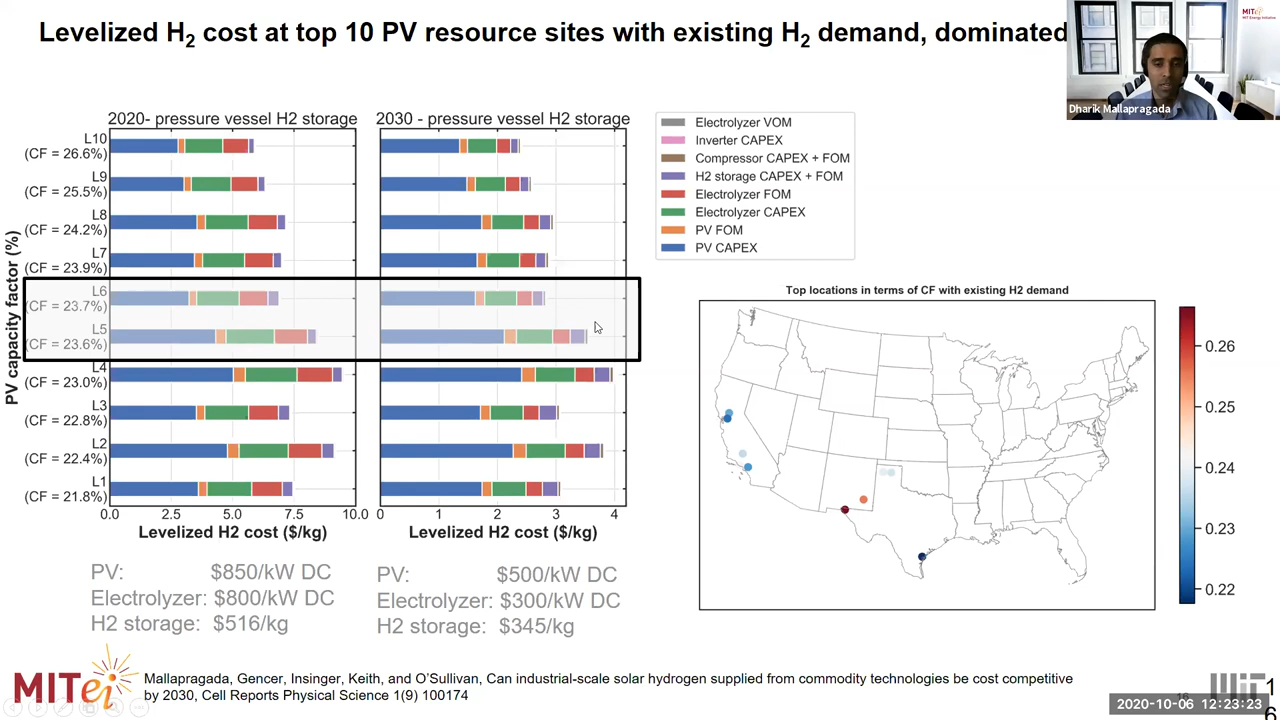 Levelized H2 cost at top 10 PV resource sites with existing H2 demand, dominated
MITei
MIT Energy Initiative
Dharik Mallapragada
2020- pressure vessel H2 storage
2030 - pressure vessel H2 storage
PV capacity factor (%)
L10
(CF = 26.6%)
L9
(CF = 25.5%)
L8
(CF = 24.2%)
L7
(CF = 23.9%)
L6
(CF = 23.7%)
L5
(CF = 23.6%)
L4
(CF = 23.0%)
L3
(CF = 22.8%)
L2
(CF = 22.4%)
L1
(CF = 21.8%)
0.0 2.5 5.0 7.5 10.0
Levelized H2 cost ($/kg)
0 1 2 3 4
Levelized H2 cost ($/kg)
Electrolyzer VOM
Inverter CAPEX
Compressor CAPEX + FOM
H2 storage CAPEX + FOM
Electrolyzer FOM
Electrolyzer CAPEX
PV FOM
PV CAPEX
Top locations in terms of CF with existing H2 demand
0.26
0.25
0.24
0.23
0.22
PV: $850/kW DC
Electrolyzer: $800/kW DC
H2 storage: $516/kg
PV: $500/kW DC
Electrolyzer: $300/kW DC
H2 storage: $345/kg
MITei
Mallapragada, Gencer, Insinger, Keith, and O'Sullivan, Can industrial-scale solar hydrogen supplied from commodity technologies be cost competitive
by 2030, Cell Reports Physical Science 1(9) 100174
16
MIT
1
6
2020-10-06 12:23:23